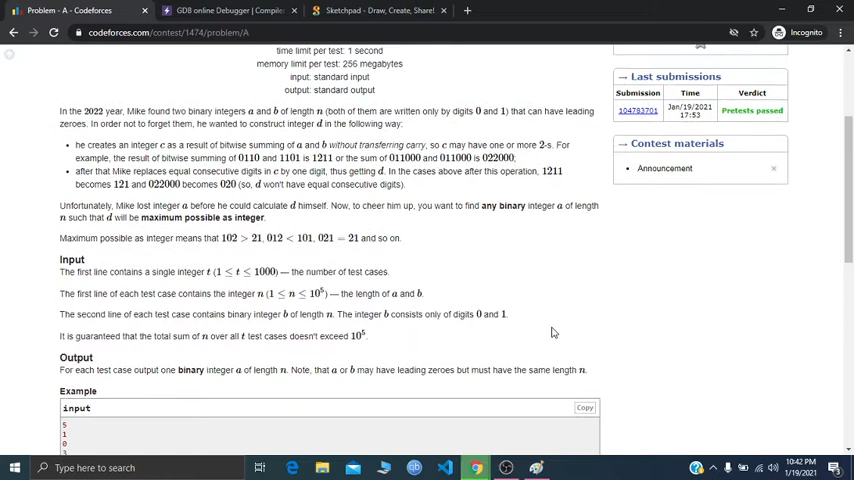 Problem - A - Codeforces
GDB online Debugger | Compiler
Sketchpad - Draw, Create, Share!
codeforces.com/contest/1474/problem/A
Incognito
time limit per test: 1 second
memory limit per test: 256 megabytes
input: standard input
output: standard output
In the 2022 year, Mike found two binary integers a and b of length n (both of them are written only by digits 0 and 1) that can have leading
zeroes. In order not to forget them, he wanted to construct integer d in the following way:
he creates an integer c as a result of bitwise summing of a and b without transferring carry, so c may have one or more 2-s. For
example, the result of bitwise summing of 0110 and 1101 is 1211 or the sum of 011000 and 011000 is 022000;
after that Mike replaces equal consecutive digits in c by one digit, thus getting d. In the cases above after this operation, 1211
becomes 121 and 022000 becomes 020 (so, d won't have equal consecutive digits).
Unfortunately, Mike lost integer a before he could calculate d himself. Now, to cheer him up, you want to find any binary integer a of length
n such that d will be maximum possible as integer.
Maximum possible as integer means that 102 > 21, 012 < 101, 021 = 21 and so on.
Input
The first line contains a single integer t (1 ≤ t ≤ 1000) — the number of test cases.
The first line of each test case contains the integer n (1 ≤ n ≤ 10^5) — the length of a and b.
The second line of each test case contains binary integer b of length n. The integer b consists only of digits 0 and 1.
It is guaranteed that the total sum of n over all t test cases doesn't exceed 10^5.
Output
For each test case output one binary integer a of length n. Note, that a or b may have leading zeroes but must have the same length n.
Example
input
Copy
5
1
0
3
→ Last submissions
Submission Time Verdict
104783701 Jan/19/2021 17:53 Pretests passed
→ Contest materials
Announcement
Type here to search
10:42 PM
1/19/2021